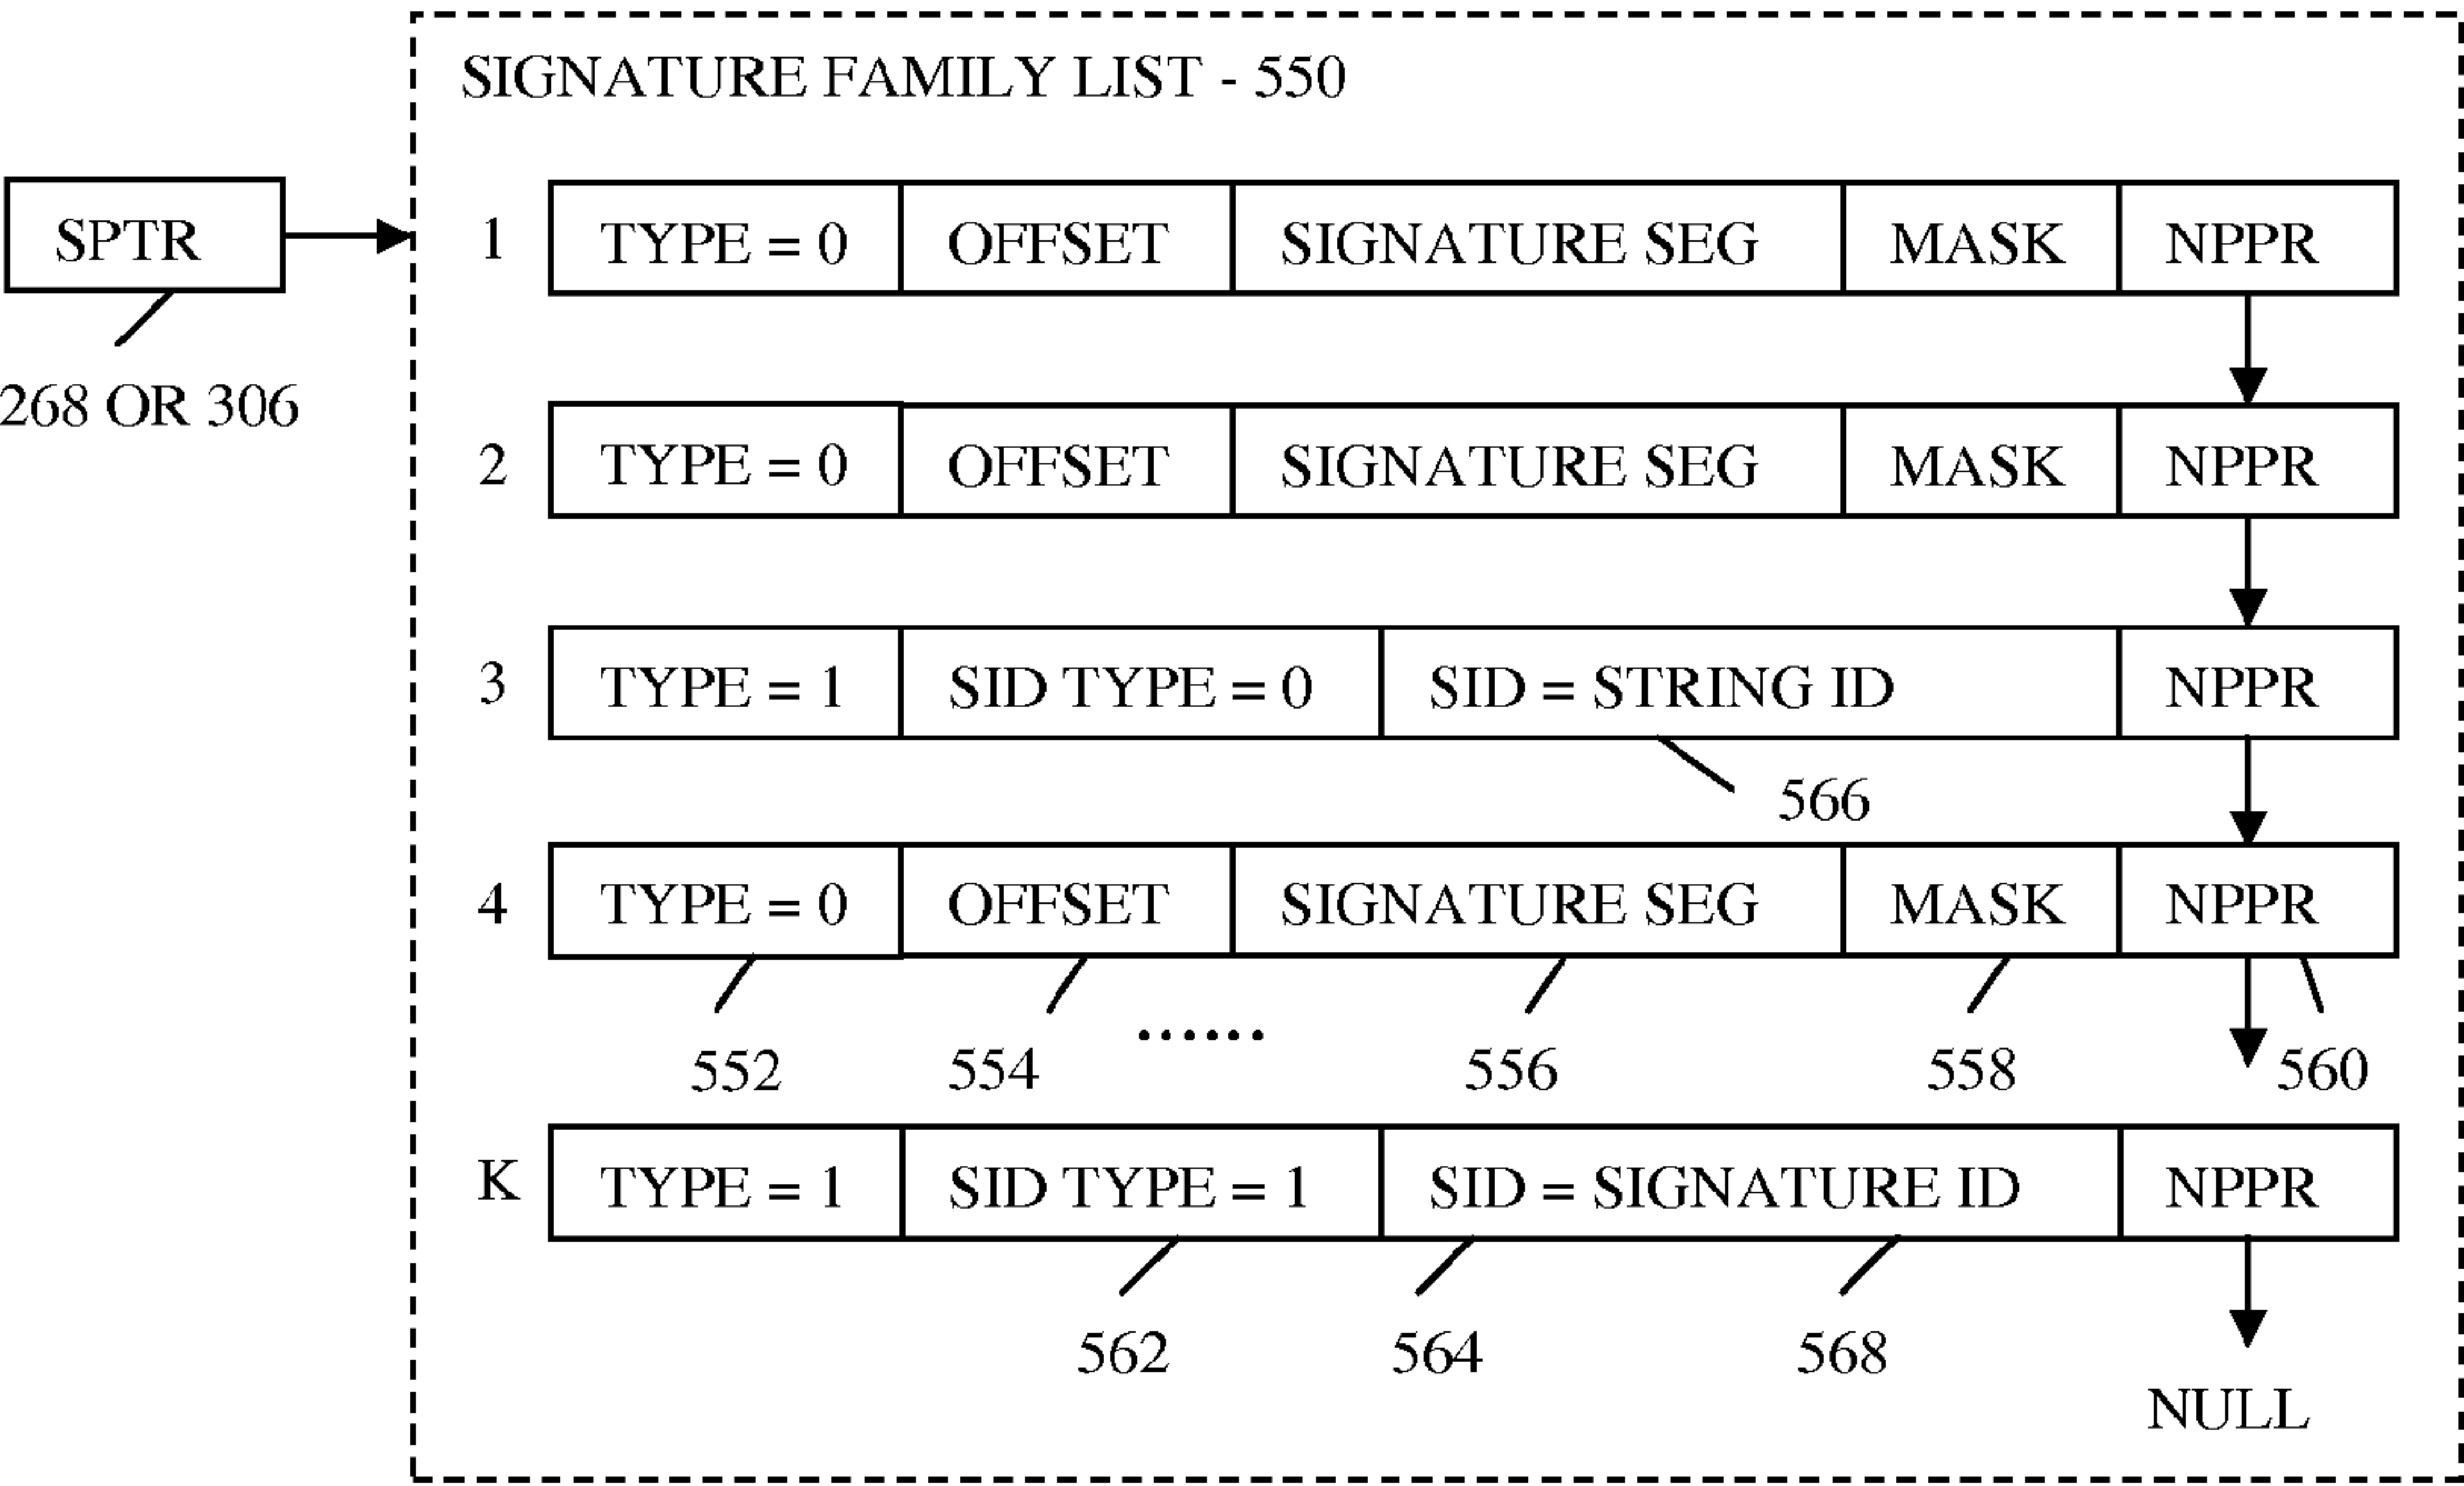 SIGNATURE FAMILY LIST - 550
SPTR
268 OR 306
1 TYPE = 0 OFFSET SIGNATURE SEG MASK NPPR
2 TYPE = 0 OFFSET SIGNATURE SEG MASK NPPR
3 TYPE = 1 SID TYPE = 0 SID = STRING ID NPPR
566
4 TYPE = 0 OFFSET SIGNATURE SEG MASK NPPR
......
552 554 556 558 560
K TYPE = 1 SID TYPE = 1 SID = SIGNATURE ID NPPR
562 564 568
NULL